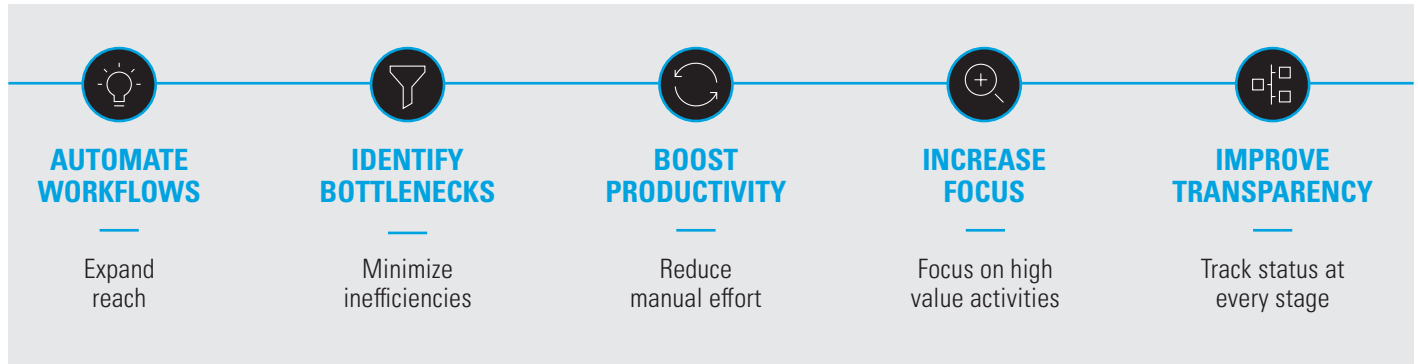 AUTOMATE
WORKFLOWS
Expand
reach
IDENTIFY
BOTTLENECKS
Minimize
inefficiencies
BOOST
PRODUCTIVITY
Reduce
manual effort
INCREASE
FOCUS
Focus on high
value activities
IMPROVE
TRANSPARENCY
Track status at
every stage